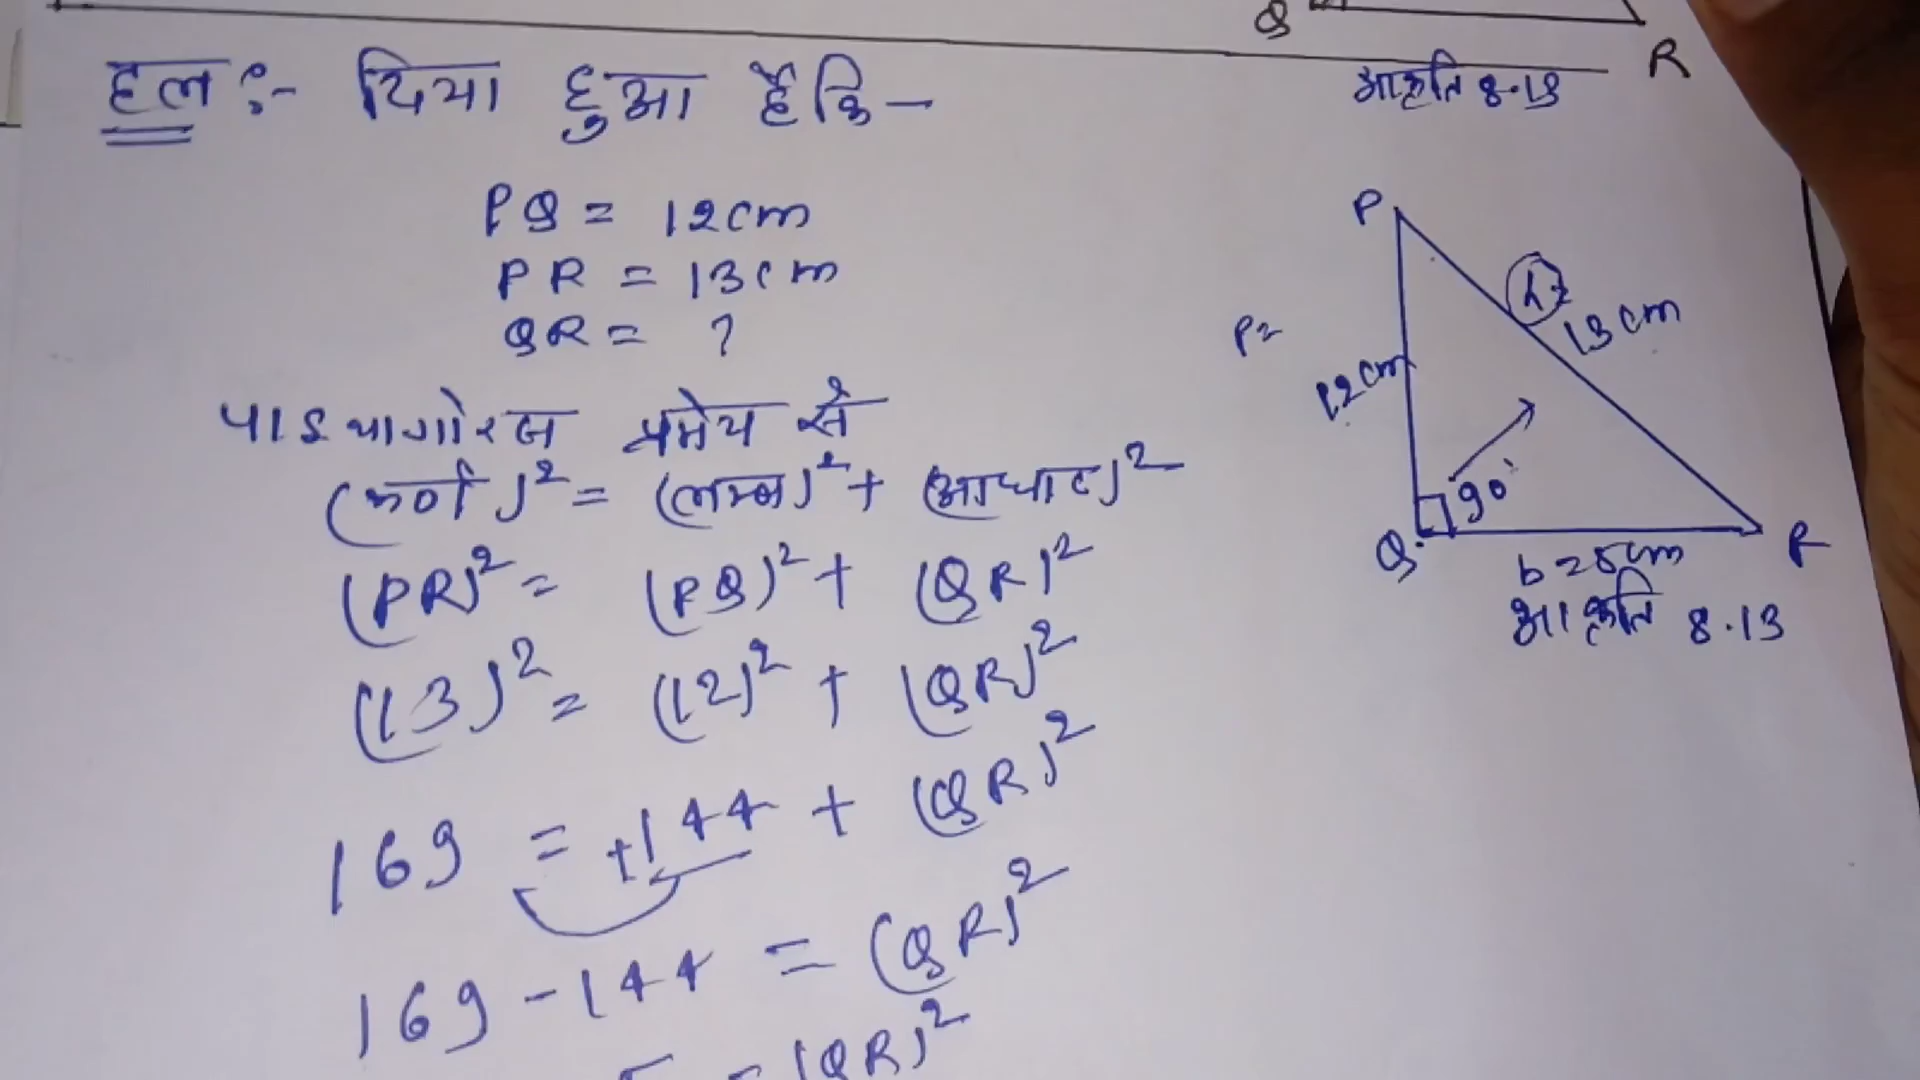 Q R
आकृति 8.13
हल :- दिया हुआ है कि -
PQ = 12cm
PR = 13cm
QR = ?
पाइथागोरस प्रमेय से
(कर्ण)² = (लम्ब)² + (आधार)²
(PR)² = (PQ)² + (QR)²
(13)² = (12)² + (QR)²
169 = +144 + (QR)²
169 - 144 = (QR)²
= (QR)²
P
h =
13 cm
P =
12cm
90°
Q R
b = 5cm
आकृति 8.13